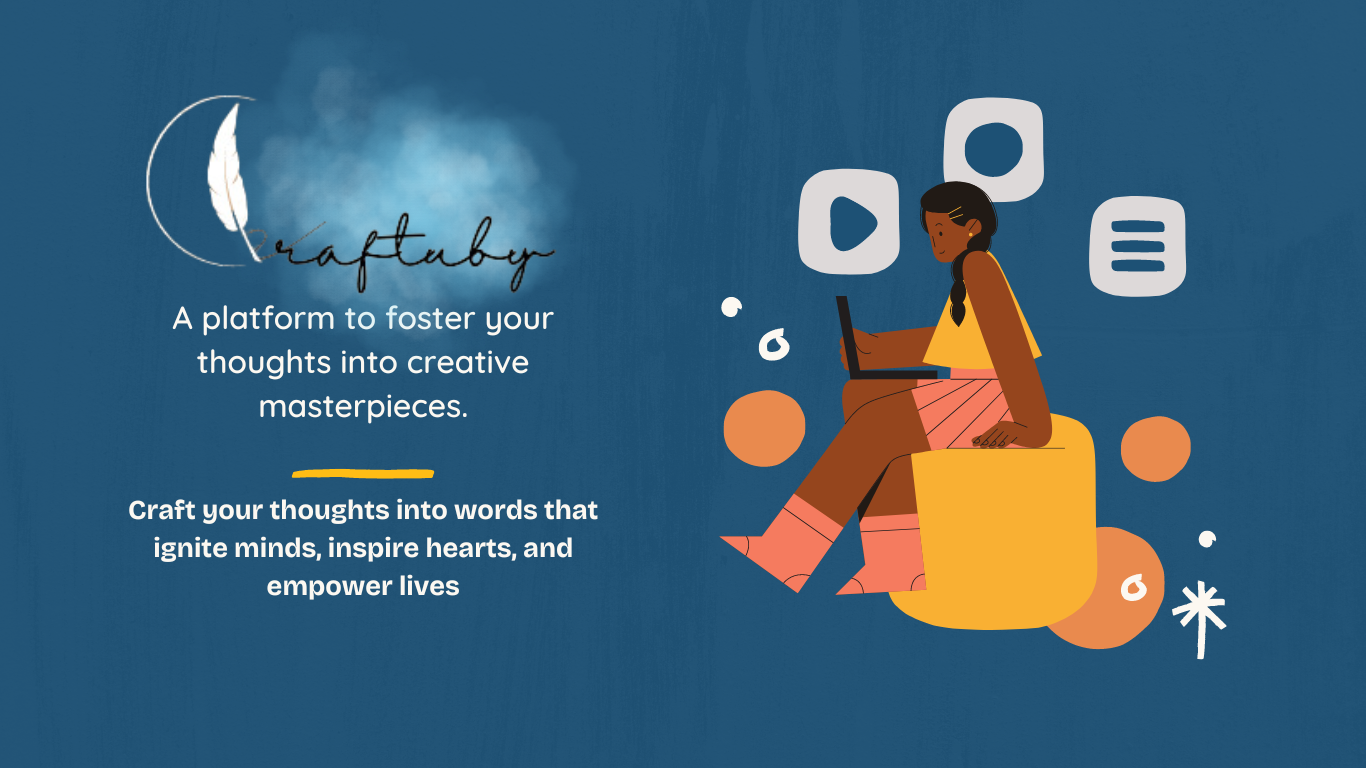 Craftuby
A platform to foster your
thoughts into creative
masterpieces.
Craft your thoughts into words that
ignite minds, inspire hearts, and
empower lives